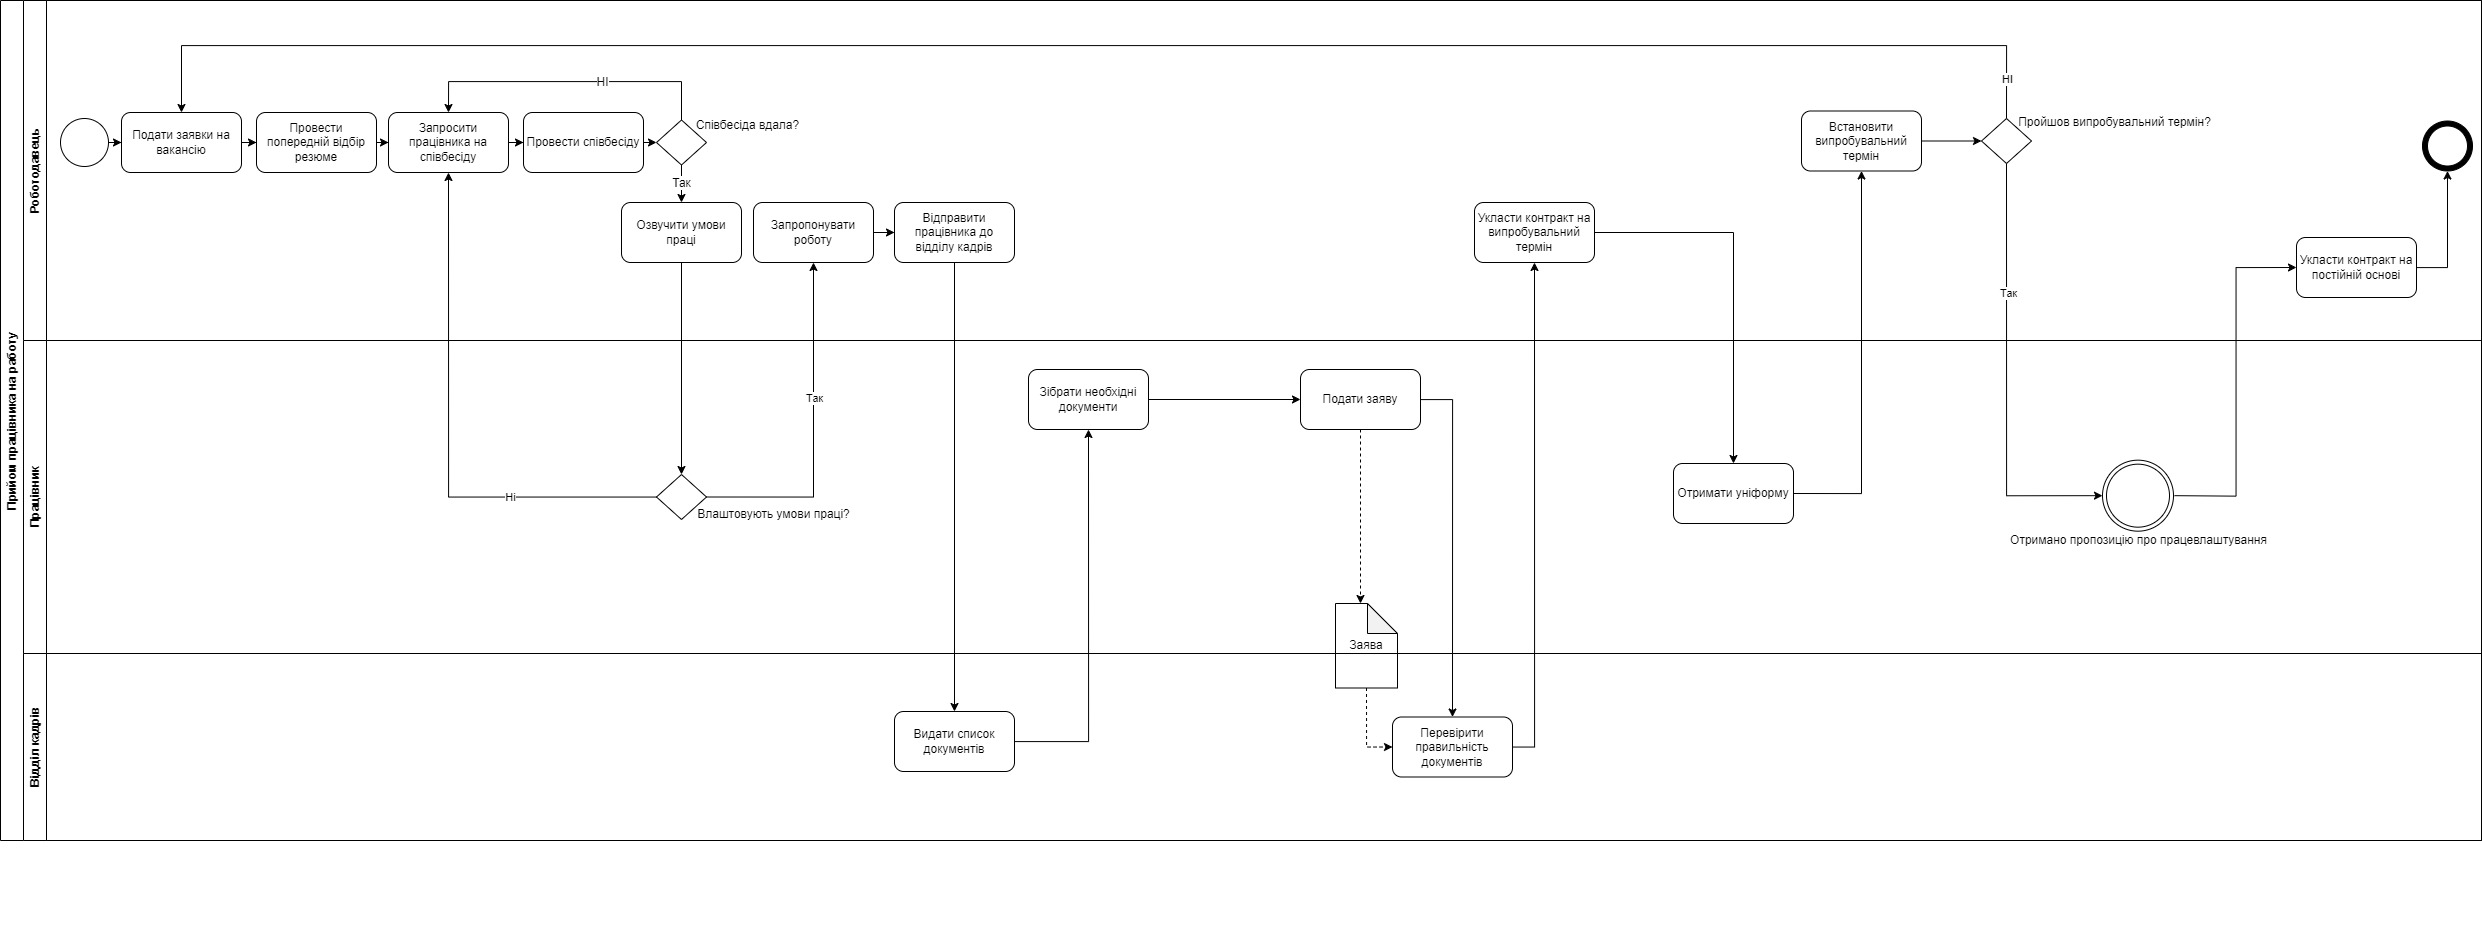 Прийом працівника на работу
Роботодавець
Подати заявки на
вакансію
Провести
попередній відбір
резюме
Запросити
працівника на
співбесіду
Провести співбесіду
НІ
Співбесіда вдала?
Так
Озвучити умови
праці
Запропонувати
роботу
Відправити
працівника до
відділу кадрів
Укласти контракт на
випробувальний
термін
Встановити
випробувальний
термін
НІ
Пройшов випробувальний термін?
Так
Укласти контракт на
постійній основі
Працівник
Ні
Влаштовують умови праці?
Так
Зібрати необхідні
документи
Подати заяву
Отримати уніформу
Отримано пропозицію про працевлаштування
Заява
Відділ кадрів
Видати список
документів
Перевірити
правильність
документів